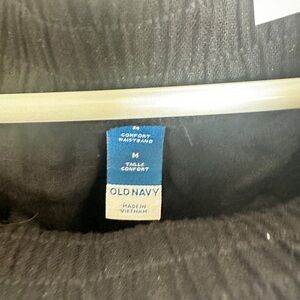 M
COMFORT
WAISTBAND
M
TAILLE
CONFORT
OLD NAVY
MADE IN
VIETNAM